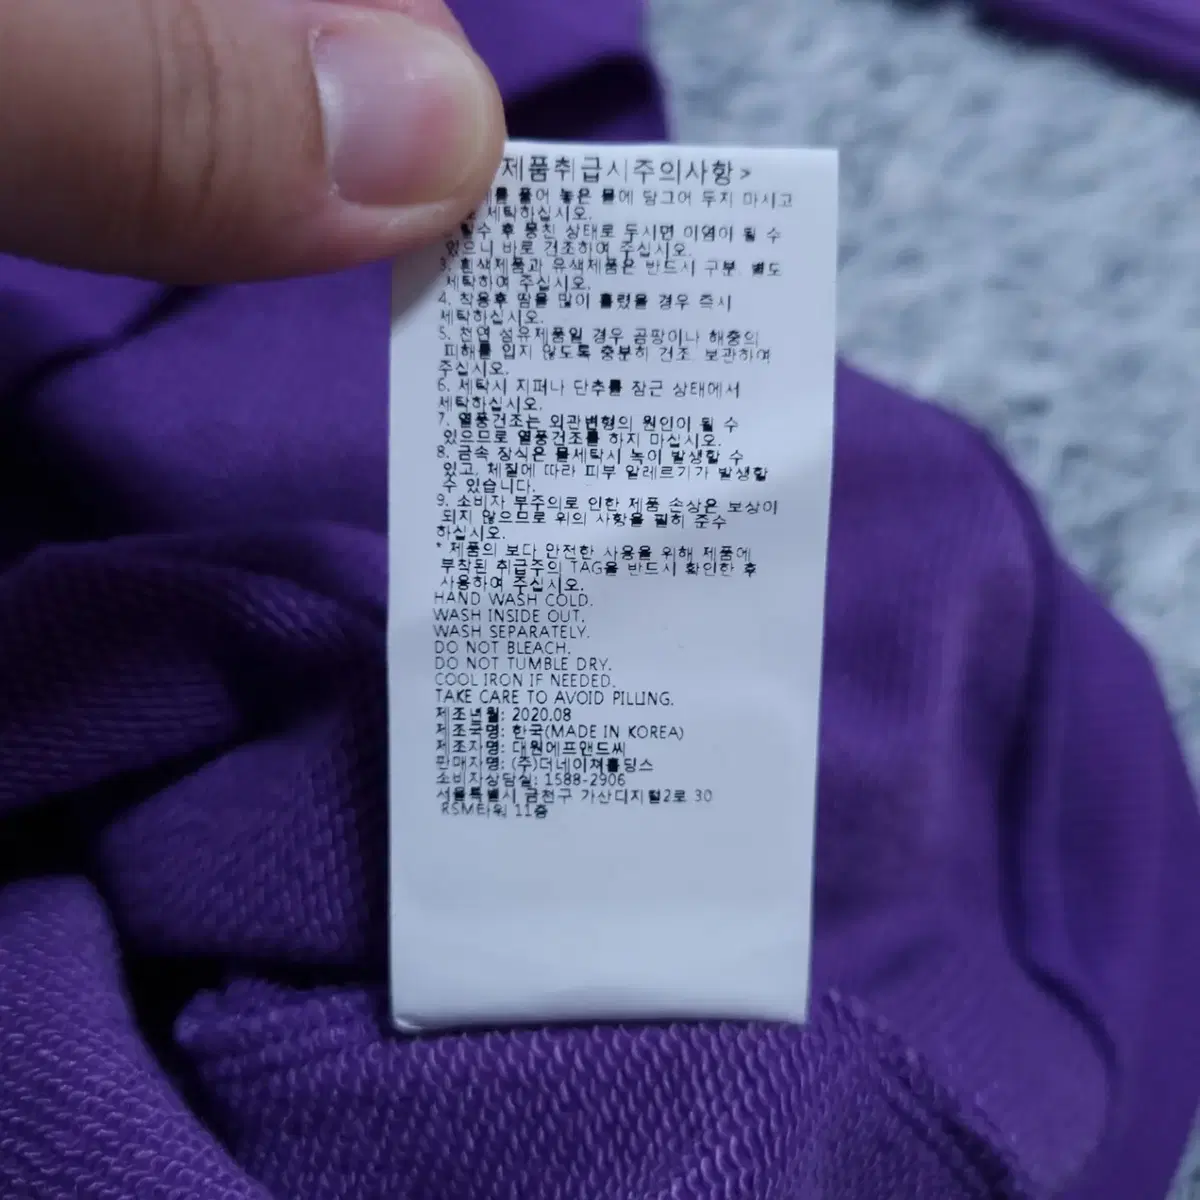 제품취급시주의사항 >
를 풀어 놓은 물에 담그어 두지 마시고
세탁하십시오.
탈수 후 뭉친 상태로 두시면 이염이 될 수
있으니 바로 건조하여 주십시오.
3. 흰색제품과 유색제품은 반드시 구분, 별도
세탁하여 주십시오.
4. 착용후 땀을 많이 흘렸을 경우 즉시
세탁하십시오.
5. 천연 섬유제품일 경우 곰팡이나 해충의
피해를 입지 않도록 충분히 건조, 보관하여
주십시오.
6. 세탁시 지퍼나 단추를 잠근 상태에서
세탁하십시오.
7. 열풍건조는 외관변형의 원인이 될 수
있으므로 열풍건조를 하지 마십시오.
8. 금속 장식은 물세탁시 녹이 발생할 수
있고, 체질에 따라 피부 알레르기가 발생할
수 있습니다.
9. 소비자 부주의로 인한 제품 손상은 보상이
되지 않으므로 위의 사항을 필히 준수
하십시오.
* 제품의 보다 안전한 사용을 위해 제품에
부착된 취급주의 TAG을 반드시 확인한 후
사용하여 주십시오.
HAND WASH COLD.
WASH INSIDE OUT.
WASH SEPARATELY.
DO NOT BLEACH.
DO NOT TUMBLE DRY.
COOL IRON IF NEEDED.
TAKE CARE TO AVOID PILLING.
제조년월: 2020.08
제조국명: 한국(MADE IN KOREA)
제조자명: 대원에프앤드씨
판매자명: (주)더네이쳐홀딩스
소비자상담실: 1588-2906
서울특별시 금천구 가산디지털2로 30
RSM타워 11층